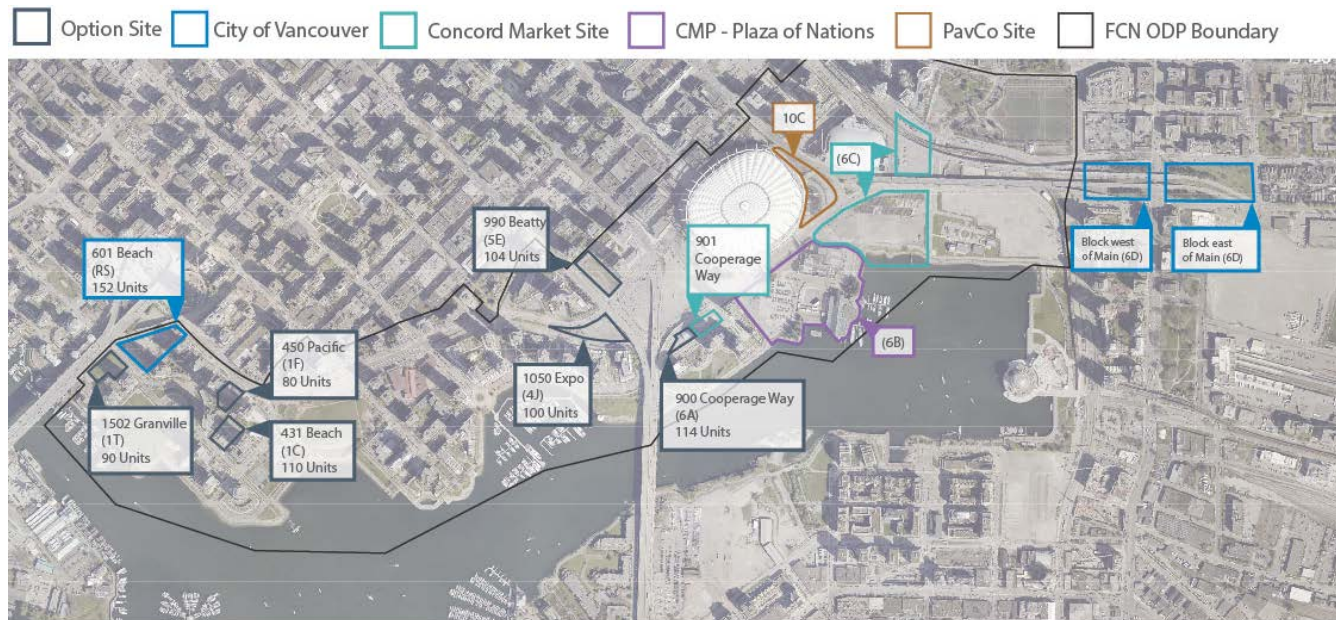 Option Site
City of Vancouver
Concord Market Site
CMP - Plaza of Nations
PavCo Site
FCN ODP Boundary
10C
(6C)
990 Beatty
(5E)
104 Units
901
Cooperage
Way
601 Beach
(RS)
152 Units
Block west
of Main (6D)
Block east
of Main (6D)
450 Pacific
(1F)
80 Units
(6B)
1050 Expo
(4J)
100 Units
900 Cooperage Way
(6A)
114 Units
1502 Granville
(1T)
90 Units
431 Beach
(1C)
110 Units